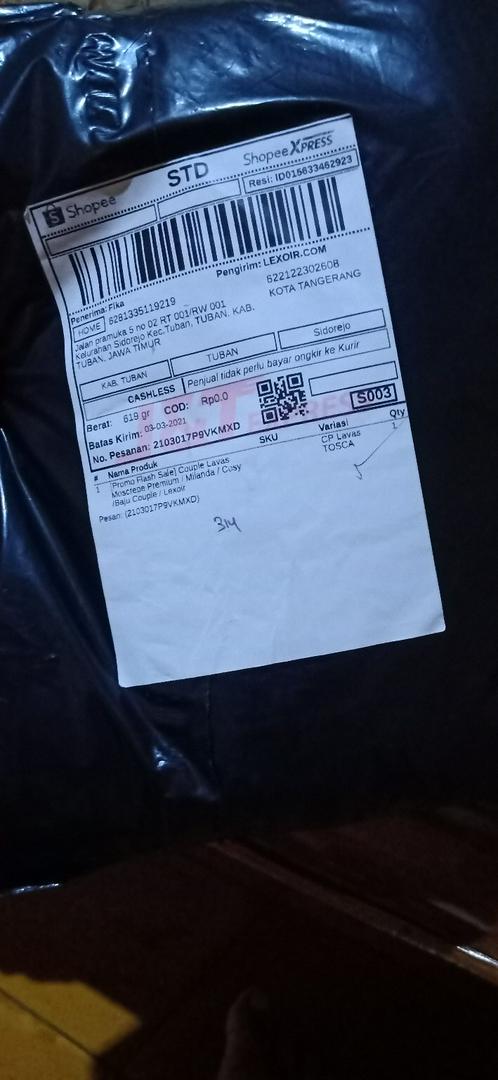 Shopee
STD
ShopeeXPRESS
Resi: ID015633462923
Penerima: Fika
Pengirim: LEXOIR.COM
HOME 6281335119219
622122302608
Jalan pramuka 5 no 02 RT 001/RW 001
KOTA TANGERANG
Kelurahan Sidorejo Kec.Tuban, TUBAN, KAB.
TUBAN, JAWA TIMUR
KAB. TUBAN
TUBAN
Sidorejo
CASHLESS
Penjual tidak perlu bayar ongkir ke Kurir
Berat: 619 gr
COD: Rp0.0
Batas Kirim: 03-03-2021
S003
No. Pesanan: 2103017P9VKMXD
# Nama Produk SKU Variasi Qty
1 [Promo Flash Sale] Couple Lavas CP Lavas 1
Moscrepe Premium / Milanda / Cosy TOSCA
/Baju Couple / Lexoir
Pesan: (2103017P9VKMXD)